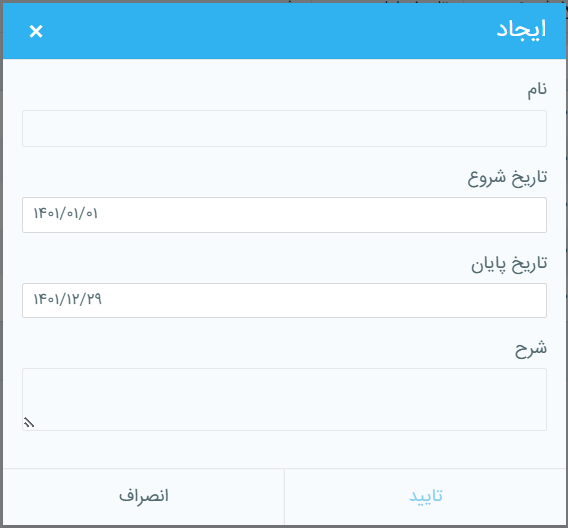 ایجاد ×
نام
تاریخ شروع
۱۴۰۱/۰۱/۰۱
تاریخ پایان
۱۴۰۱/۱۲/۲۹
شرح
تایید
انصراف